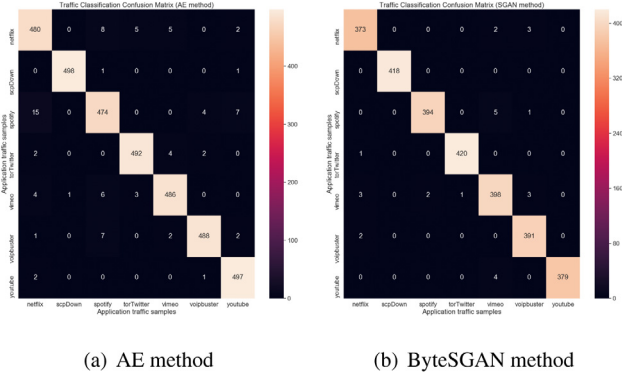 Traffic Classification Confusion Matrix (AE method)
netflix 480 0 8 5 5 0 2
scpDown 0 498 1 0 0 0 1
spotify 15 0 474 0 0 4 7
torTwitter 2 0 0 492 4 2 0
vimeo 4 1 6 3 486 0 0
voipbuster 1 0 7 0 2 488 2
youtube 2 0 0 0 0 1 497
netflix scpDown spotify torTwitter vimeo voipbuster youtube
Application traffic samples
Application traffic samples
400
300
200
100
0
Traffic Classification Confusion Matrix (SGAN method)
netflix 373 0 0 0 2 3 0
scpDown 0 418 0 0 0 0 0
spotify 0 0 394 0 5 1 0
torTwitter 1 0 0 420 0 0 0
vimeo 3 0 2 1 398 3 0
voipbuster 2 0 0 0 0 391 0
youtube 0 0 0 0 4 0 379
netflix scpDown spotify torTwitter vimeo voipbuster youtube
Application traffic samples
Application traffic samples
400
350
300
250
200
150
100
50
0
(a) AE method
(b) ByteSGAN method